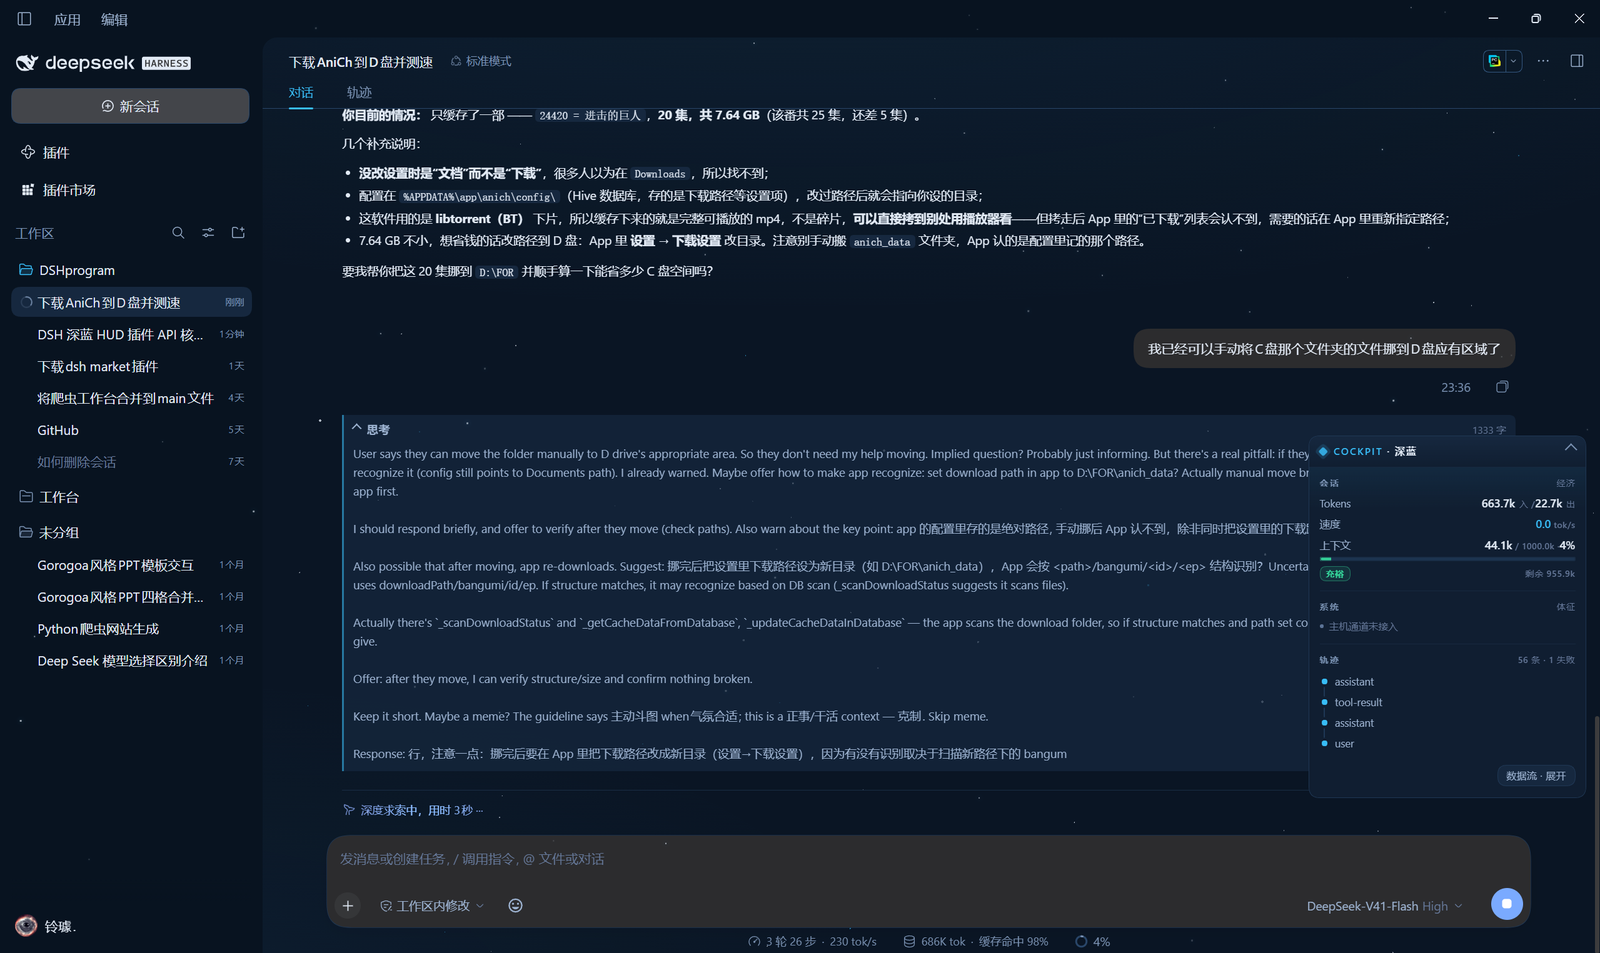 应用 编辑
deepseek HARNESS
新会话
插件
插件市场
工作区
DSHprogram
下载AniCh到D盘并测速 刚刚
DSH 深蓝 HUD 插件 API 核... 1分钟
下载dsh market插件 1天
将爬虫工作台合并到main文件 4天
GitHub 5天
如何删除会话 7天
工作台
未分组
Gorogoa风格PPT模板交互 1个月
Gorogoa风格PPT四格合并... 1个月
Python爬虫网站生成 1个月
Deep Seek 模型选择区别介绍 1个月
铃璩.
下载AniCh到D盘并测速 标准模式
对话 轨迹
你目前的情况： 只缓存了一部 —— 24420 = 进击的巨人 ，20 集，共 7.64 GB（该番共 25 集，还差 5 集）。
几个补充说明：
• 没改设置时是“文档”而不是“下载”，很多人以为在 Downloads ，所以找不到；
• 配置在 %APPDATA%\app\anich\config\ （Hive 数据库，存的是下载路径等设置项），改过路径后就会指向你设的目录；
• 这软件用的是 libtorrent（BT） 下片，所以缓存下来的就是完整可播放的 mp4，不是碎片，可以直接拷到别处用播放器看——但拷走后 App 里的“已下载”列表会认不到，需要的话在 App 里重新指定路径；
• 7.64 GB 不小，想省钱的话改路径到 D 盘：App 里 设置 → 下载设置 改目录。注意别手动搬 anich_data 文件夹，App 认的是配置里记的那个路径。
要我帮你把这 20 集挪到 D:\FOR 并顺手算一下能省多少 C 盘空间吗？
我已经可以手动将C盘那个文件夹的文件挪到D盘应有区域了
23:36
思考 1333 字
User says they can move the folder manually to D drive's appropriate area. So they don't need my help moving. Implied question? Probably just informing. But there's a real pitfall: if they
recognize it (config still points to Documents path). I already warned. Maybe offer how to make app recognize: set download path in app to D:\FOR\anich_data? Actually manual move br
app first.
I should respond briefly, and offer to verify after they move (check paths). Also warn about the key point: app 的配置里存的是绝对路径, 手动挪后 App 认不到，除非同时把设置里的下载
Also possible that after moving, app re-downloads. Suggest: 挪完后把设置里下载路径设为新目录（如 D:\FOR\anich_data），App 会按 <path>/bangumi/<id>/<ep> 结构识别？Uncerta
uses downloadPath/bangumi/id/ep. If structure matches, it may recognize based on DB scan (_scanDownloadStatus suggests it scans files).
Actually there's `_scanDownloadStatus` and `_getCacheDataFromDatabase`, `_updateCacheDataInDatabase` — the app scans the download folder, so if structure matches and path set co
give.
Offer: after they move, I can verify structure/size and confirm nothing broken.
Keep it short. Maybe a meme? The guideline says 主动斗图 when气氛合适; this is a 正事/干活 context — 克制. Skip meme.
Response: 行，注意一点：挪完后要在 App 里把下载路径改成新目录（设置→下载设置），因为有没有识别取决于扫描新路径下的 bangum
COCKPIT · 深蓝
会话 经济
Tokens 663.7k 入 /22.7k 出
速度 0.0 tok/s
上下文 44.1k / 1000.0k ·4%
充裕 剩余 955.9k
系统 体征
• 主机通道未接入
轨迹 56 条 · 1 失败
assistant
tool-result
assistant
user
数据流 · 展开
深度求索中，用时 3秒 ···
发消息或创建任务, / 调用指令, @ 文件或对话
工作区内修改
DeepSeek-V41-Flash High
3 轮 26 步 · 230 tok/s 686K tok · 缓存命中 98% 4%